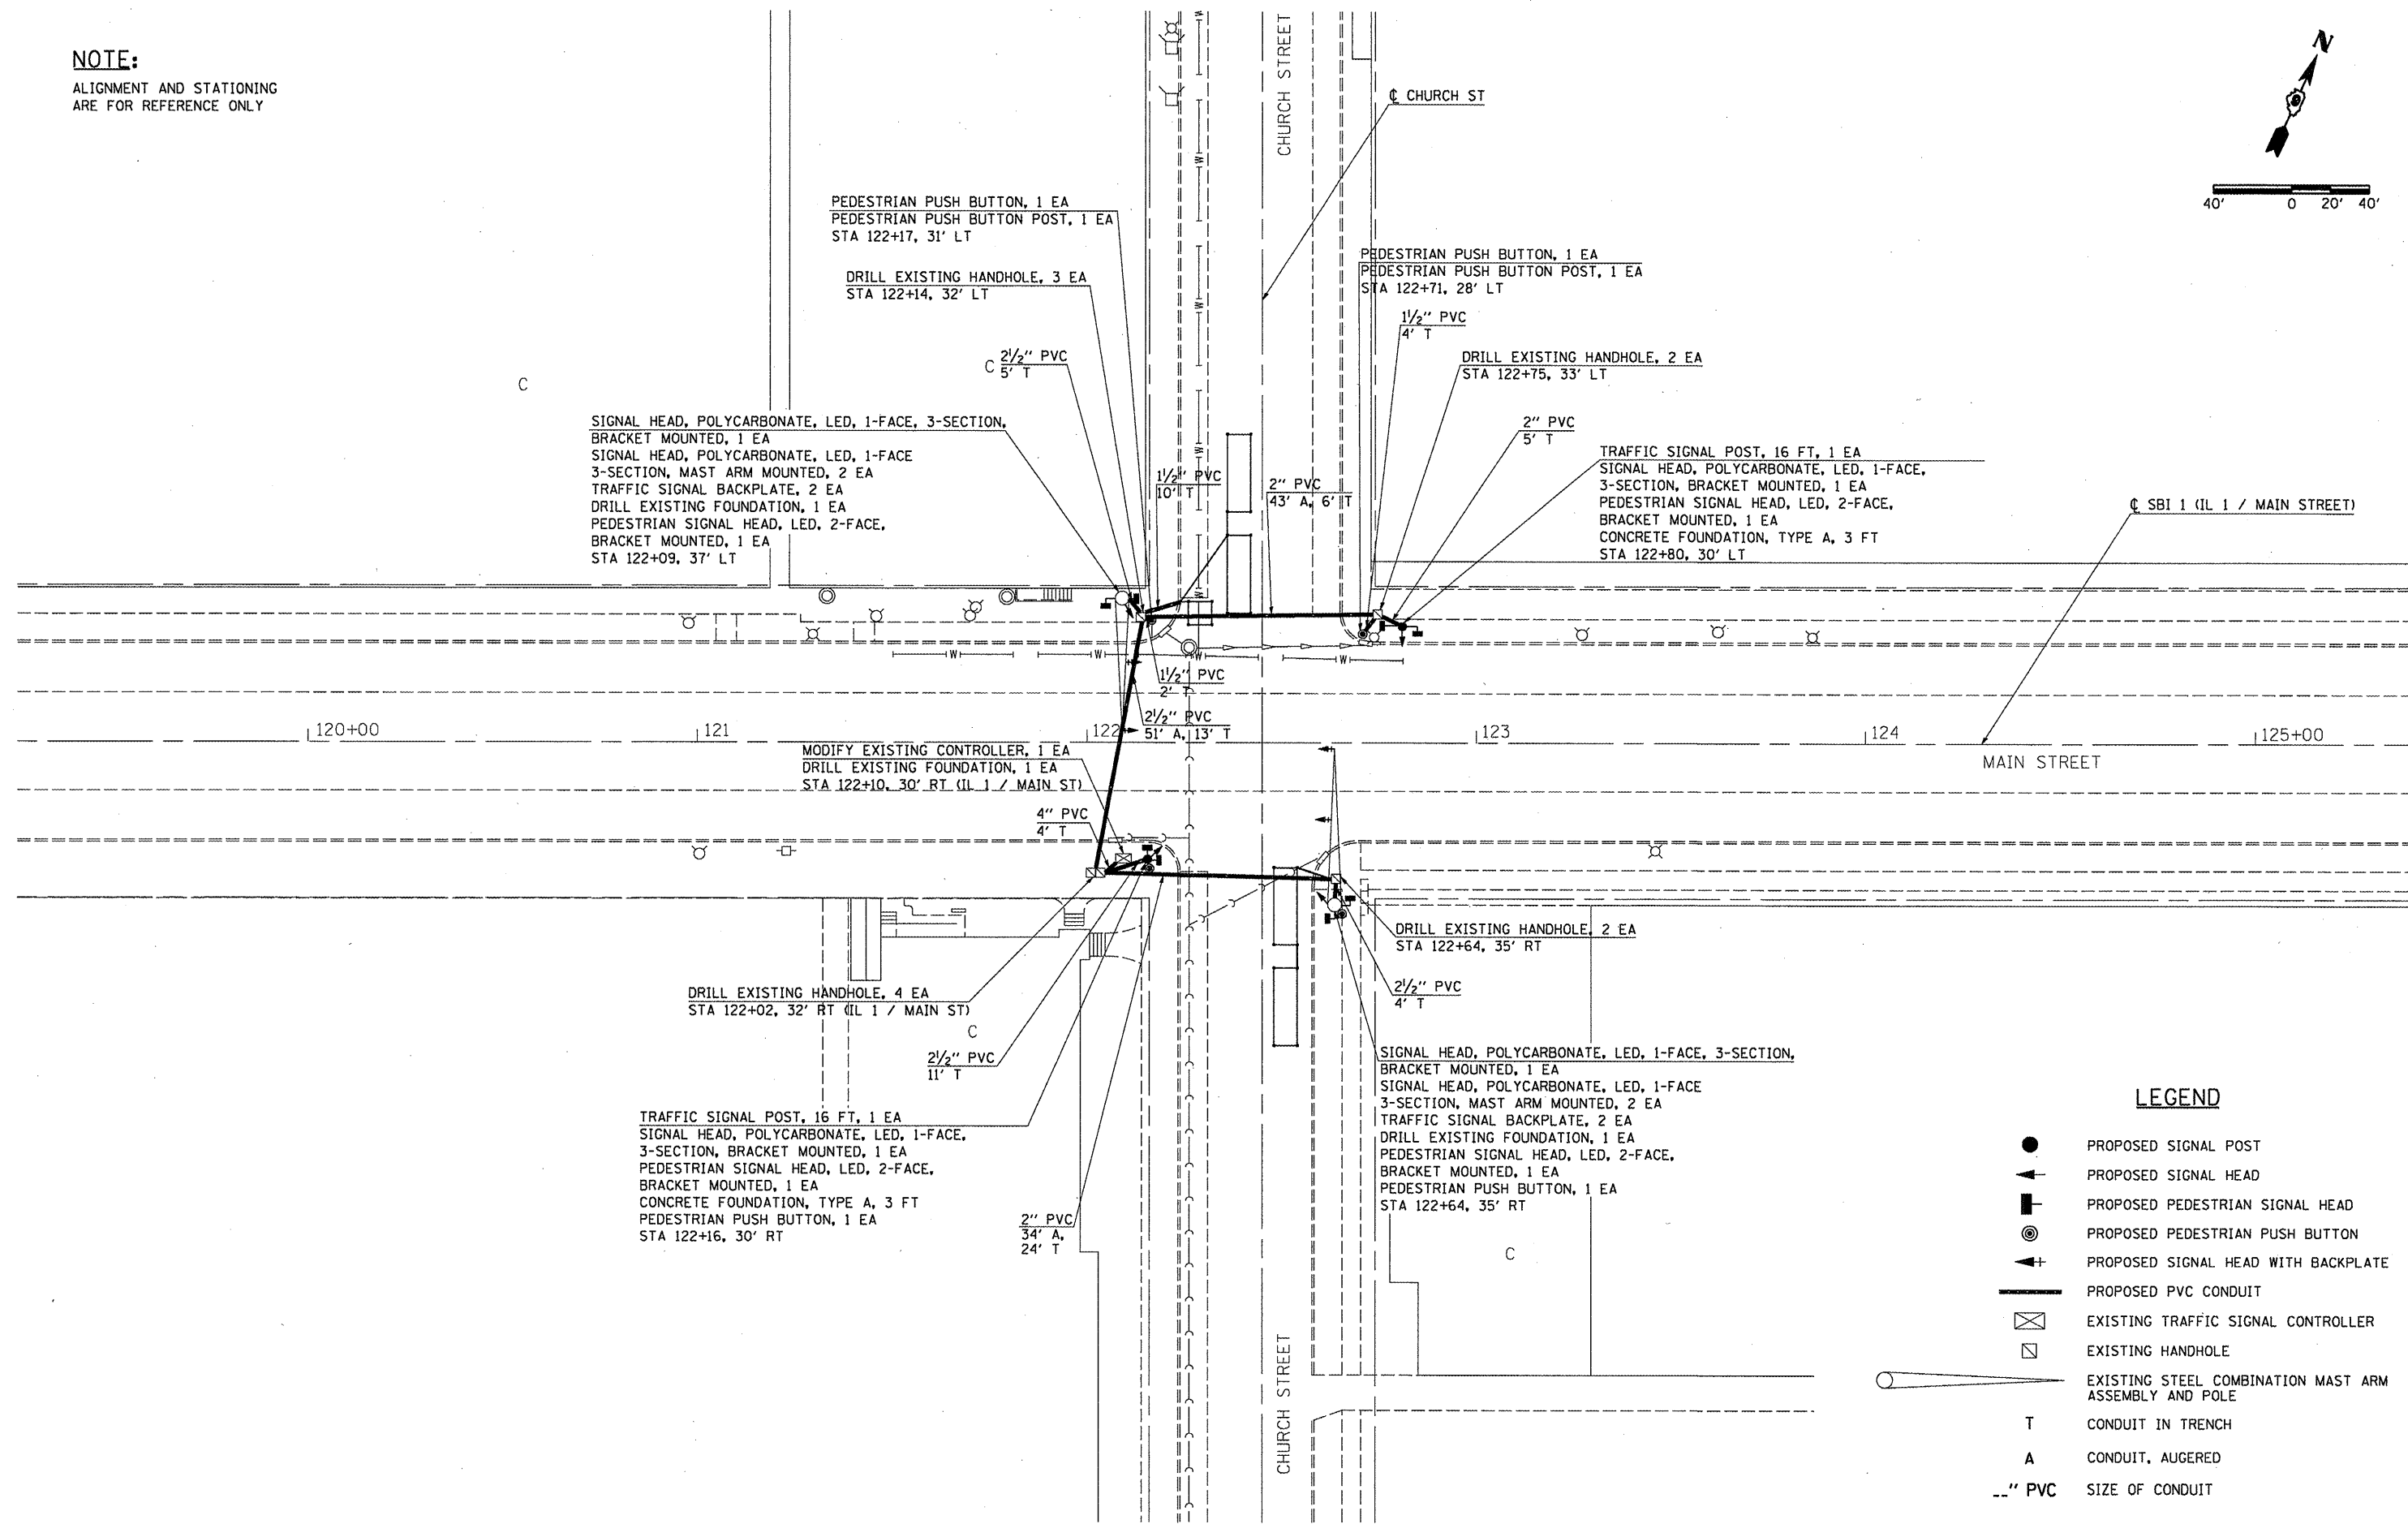 NOTE:
ALIGNMENT AND STATIONING
ARE FOR REFERENCE ONLY
CHURCH STREET
℄ CHURCH ST
N
40' 0 20' 40'
PEDESTRIAN PUSH BUTTON, 1 EA
PEDESTRIAN PUSH BUTTON POST, 1 EA
STA 122+17, 31' LT
DRILL EXISTING HANDHOLE, 3 EA
STA 122+14, 32' LT
C
2½" PVC
5' T
C
SIGNAL HEAD, POLYCARBONATE, LED, 1-FACE, 3-SECTION,
BRACKET MOUNTED, 1 EA
SIGNAL HEAD, POLYCARBONATE, LED, 1-FACE
3-SECTION, MAST ARM MOUNTED, 2 EA
TRAFFIC SIGNAL BACKPLATE, 2 EA
DRILL EXISTING FOUNDATION, 1 EA
PEDESTRIAN SIGNAL HEAD, LED, 2-FACE,
BRACKET MOUNTED, 1 EA
STA 122+09, 37' LT
1½" PVC
10' T
2" PVC
43' A, 6' T
PEDESTRIAN PUSH BUTTON, 1 EA
PEDESTRIAN PUSH BUTTON POST, 1 EA
STA 122+71, 28' LT
1½" PVC
4' T
DRILL EXISTING HANDHOLE, 2 EA
STA 122+75, 33' LT
2" PVC
5' T
TRAFFIC SIGNAL POST, 16 FT, 1 EA
SIGNAL HEAD, POLYCARBONATE, LED, 1-FACE,
3-SECTION, BRACKET MOUNTED, 1 EA
PEDESTRIAN SIGNAL HEAD, LED, 2-FACE,
BRACKET MOUNTED, 1 EA
CONCRETE FOUNDATION, TYPE A, 3 FT
STA 122+80, 30' LT
℄ SBI 1 (IL 1 / MAIN STREET)
W
W
W
W
W
W
W
W
W
W
1½" PVC
2' T
2½" PVC
51' A, 13' T
120+00
121
122
123
124
125+00
MAIN STREET
MODIFY EXISTING CONTROLLER, 1 EA
DRILL EXISTING FOUNDATION, 1 EA
STA 122+10, 30' RT (IL 1 / MAIN ST)
4" PVC
4' T
DRILL EXISTING HANDHOLE, 4 EA
STA 122+02, 32' RT (IL 1 / MAIN ST)
C
2½" PVC
11' T
TRAFFIC SIGNAL POST, 16 FT, 1 EA
SIGNAL HEAD, POLYCARBONATE, LED, 1-FACE,
3-SECTION, BRACKET MOUNTED, 1 EA
PEDESTRIAN SIGNAL HEAD, LED, 2-FACE,
BRACKET MOUNTED, 1 EA
CONCRETE FOUNDATION, TYPE A, 3 FT
PEDESTRIAN PUSH BUTTON, 1 EA
STA 122+16, 30' RT
2" PVC
34' A,
24' T
DRILL EXISTING HANDHOLE, 2 EA
STA 122+64, 35' RT
2½" PVC
4' T
SIGNAL HEAD, POLYCARBONATE, LED, 1-FACE, 3-SECTION,
BRACKET MOUNTED, 1 EA
SIGNAL HEAD, POLYCARBONATE, LED, 1-FACE
3-SECTION, MAST ARM MOUNTED, 2 EA
TRAFFIC SIGNAL BACKPLATE, 2 EA
DRILL EXISTING FOUNDATION, 1 EA
PEDESTRIAN SIGNAL HEAD, LED, 2-FACE,
BRACKET MOUNTED, 1 EA
PEDESTRIAN PUSH BUTTON, 1 EA
STA 122+64, 35' RT
C
CHURCH STREET
LEGEND
PROPOSED SIGNAL POST
PROPOSED SIGNAL HEAD
PROPOSED PEDESTRIAN SIGNAL HEAD
PROPOSED PEDESTRIAN PUSH BUTTON
PROPOSED SIGNAL HEAD WITH BACKPLATE
PROPOSED PVC CONDUIT
EXISTING TRAFFIC SIGNAL CONTROLLER
EXISTING HANDHOLE
EXISTING STEEL COMBINATION MAST ARM
ASSEMBLY AND POLE
T CONDUIT IN TRENCH
A CONDUIT, AUGERED
__" PVC SIZE OF CONDUIT